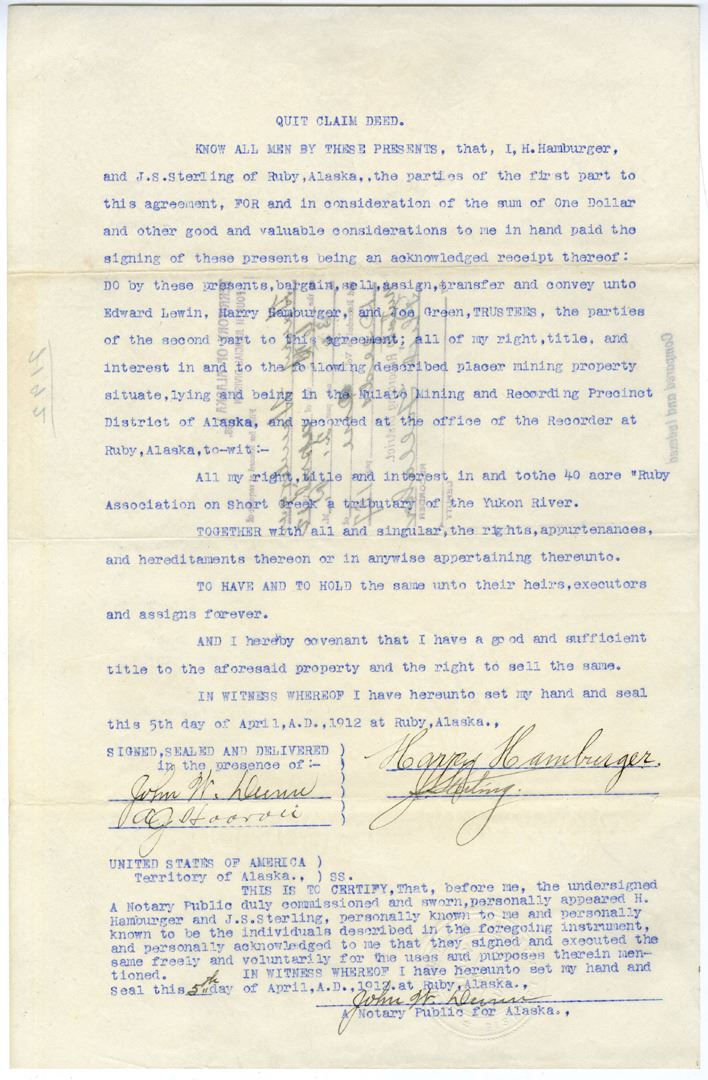 QUIT CLAIM DEED.
KNOW ALL MEN BY THESE PRESENTS, that, I, H.Hamburger,
and J.S.Sterling of Ruby,Alaska,,the parties of the first part to
this agreement, FOR and in consideration of the sum of One Dollar
and other good and valuable considerations to me in hand paid the
signing of these presents being an acknowledged receipt thereof:
DO by these presents,bargain,sell,assign,transfer and convey unto
Edward Lewin, Harry Hamburger, and Joe Green,TRUSTEES, the parties
of the second part to this agreement; all of my right,title, and
interest in and to the following described placer mining property
situate,lying and being in the Nulato Mining and Recording Precinct
District of Alaska, and recorded at the office of the Recorder at
Ruby,Alaska,to-wit:-
All my right,title and interest in and tothe 40 acre "Ruby
Association on Short Creek a tributary of the Yukon River.
TOGETHER with all and singular,the rights,appurtenances,
and hereditaments thereon or in anywise appertaining thereunto.
TO HAVE AND TO HOLD the same unto their heirs,executors
and assigns forever.
AND I hereby covenant that I have a good and sufficient
title to the aforesaid property and the right to sell the same.
IN WITNESS WHEREOF I have hereunto set my hand and seal
this 5th day of April,A.D.,1912 at Ruby,Alaska.,
SIGNED,SEALED AND DELIVERED )
in the presence of:- )
Harry Hamburger.
John W. Dunn
JSSterling.
UNITED STATES OF AMERICA )
Territory of Alaska., ) SS.
THIS IS TO CERTIFY,That, before me, the undersigned
A Notary Public duly commissioned and sworn,personally appeared H.
Hamburger and J.S.Sterling, personally known to me and personally
known to be the individuals described in the foregoing instrument,
and personally acknowledged to me that they signed and executed the
same freely and voluntarily for the uses and purposes therein men-
tioned. IN WITNESS WHEREOF I have hereunto set my hand and
seal this 5th day of April,A.D.,1912.at Ruby,Alaska.,
John W. Dunn
A Notary Public for Alaska.,